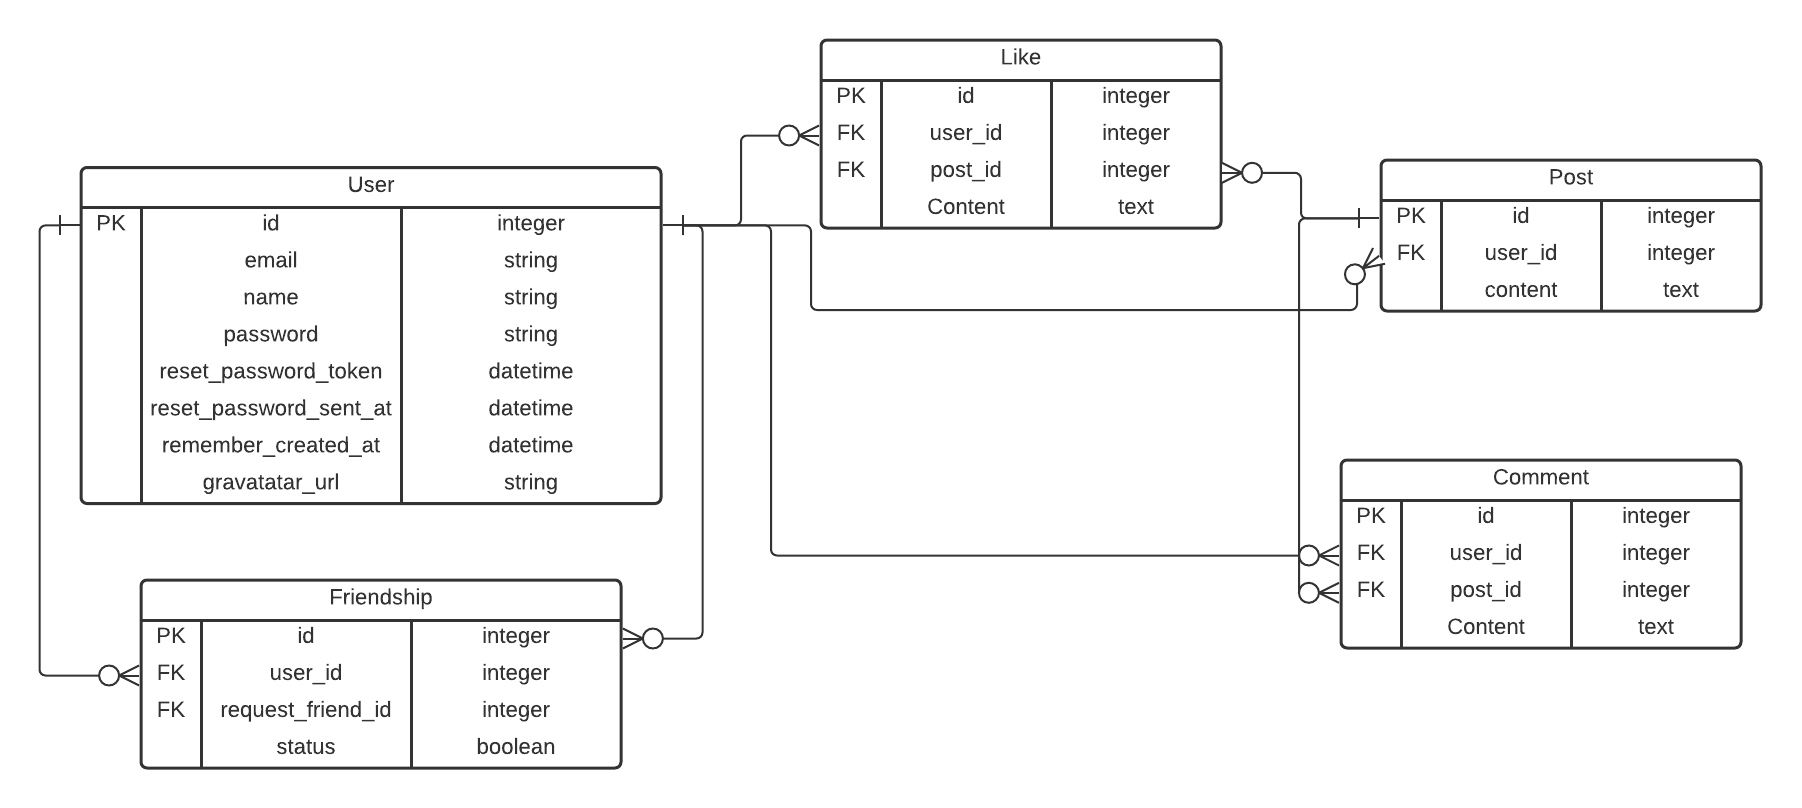 Like
PK id integer
FK user_id integer
FK post_id integer
Content text
User
PK id integer
email string
name string
password string
reset_password_token datetime
reset_password_sent_at datetime
remember_created_at datetime
gravatatar_url string
Post
PK id integer
FK user_id integer
content text
Comment
PK id integer
FK user_id integer
FK post_id integer
Content text
Friendship
PK id integer
FK user_id integer
FK request_friend_id integer
status boolean